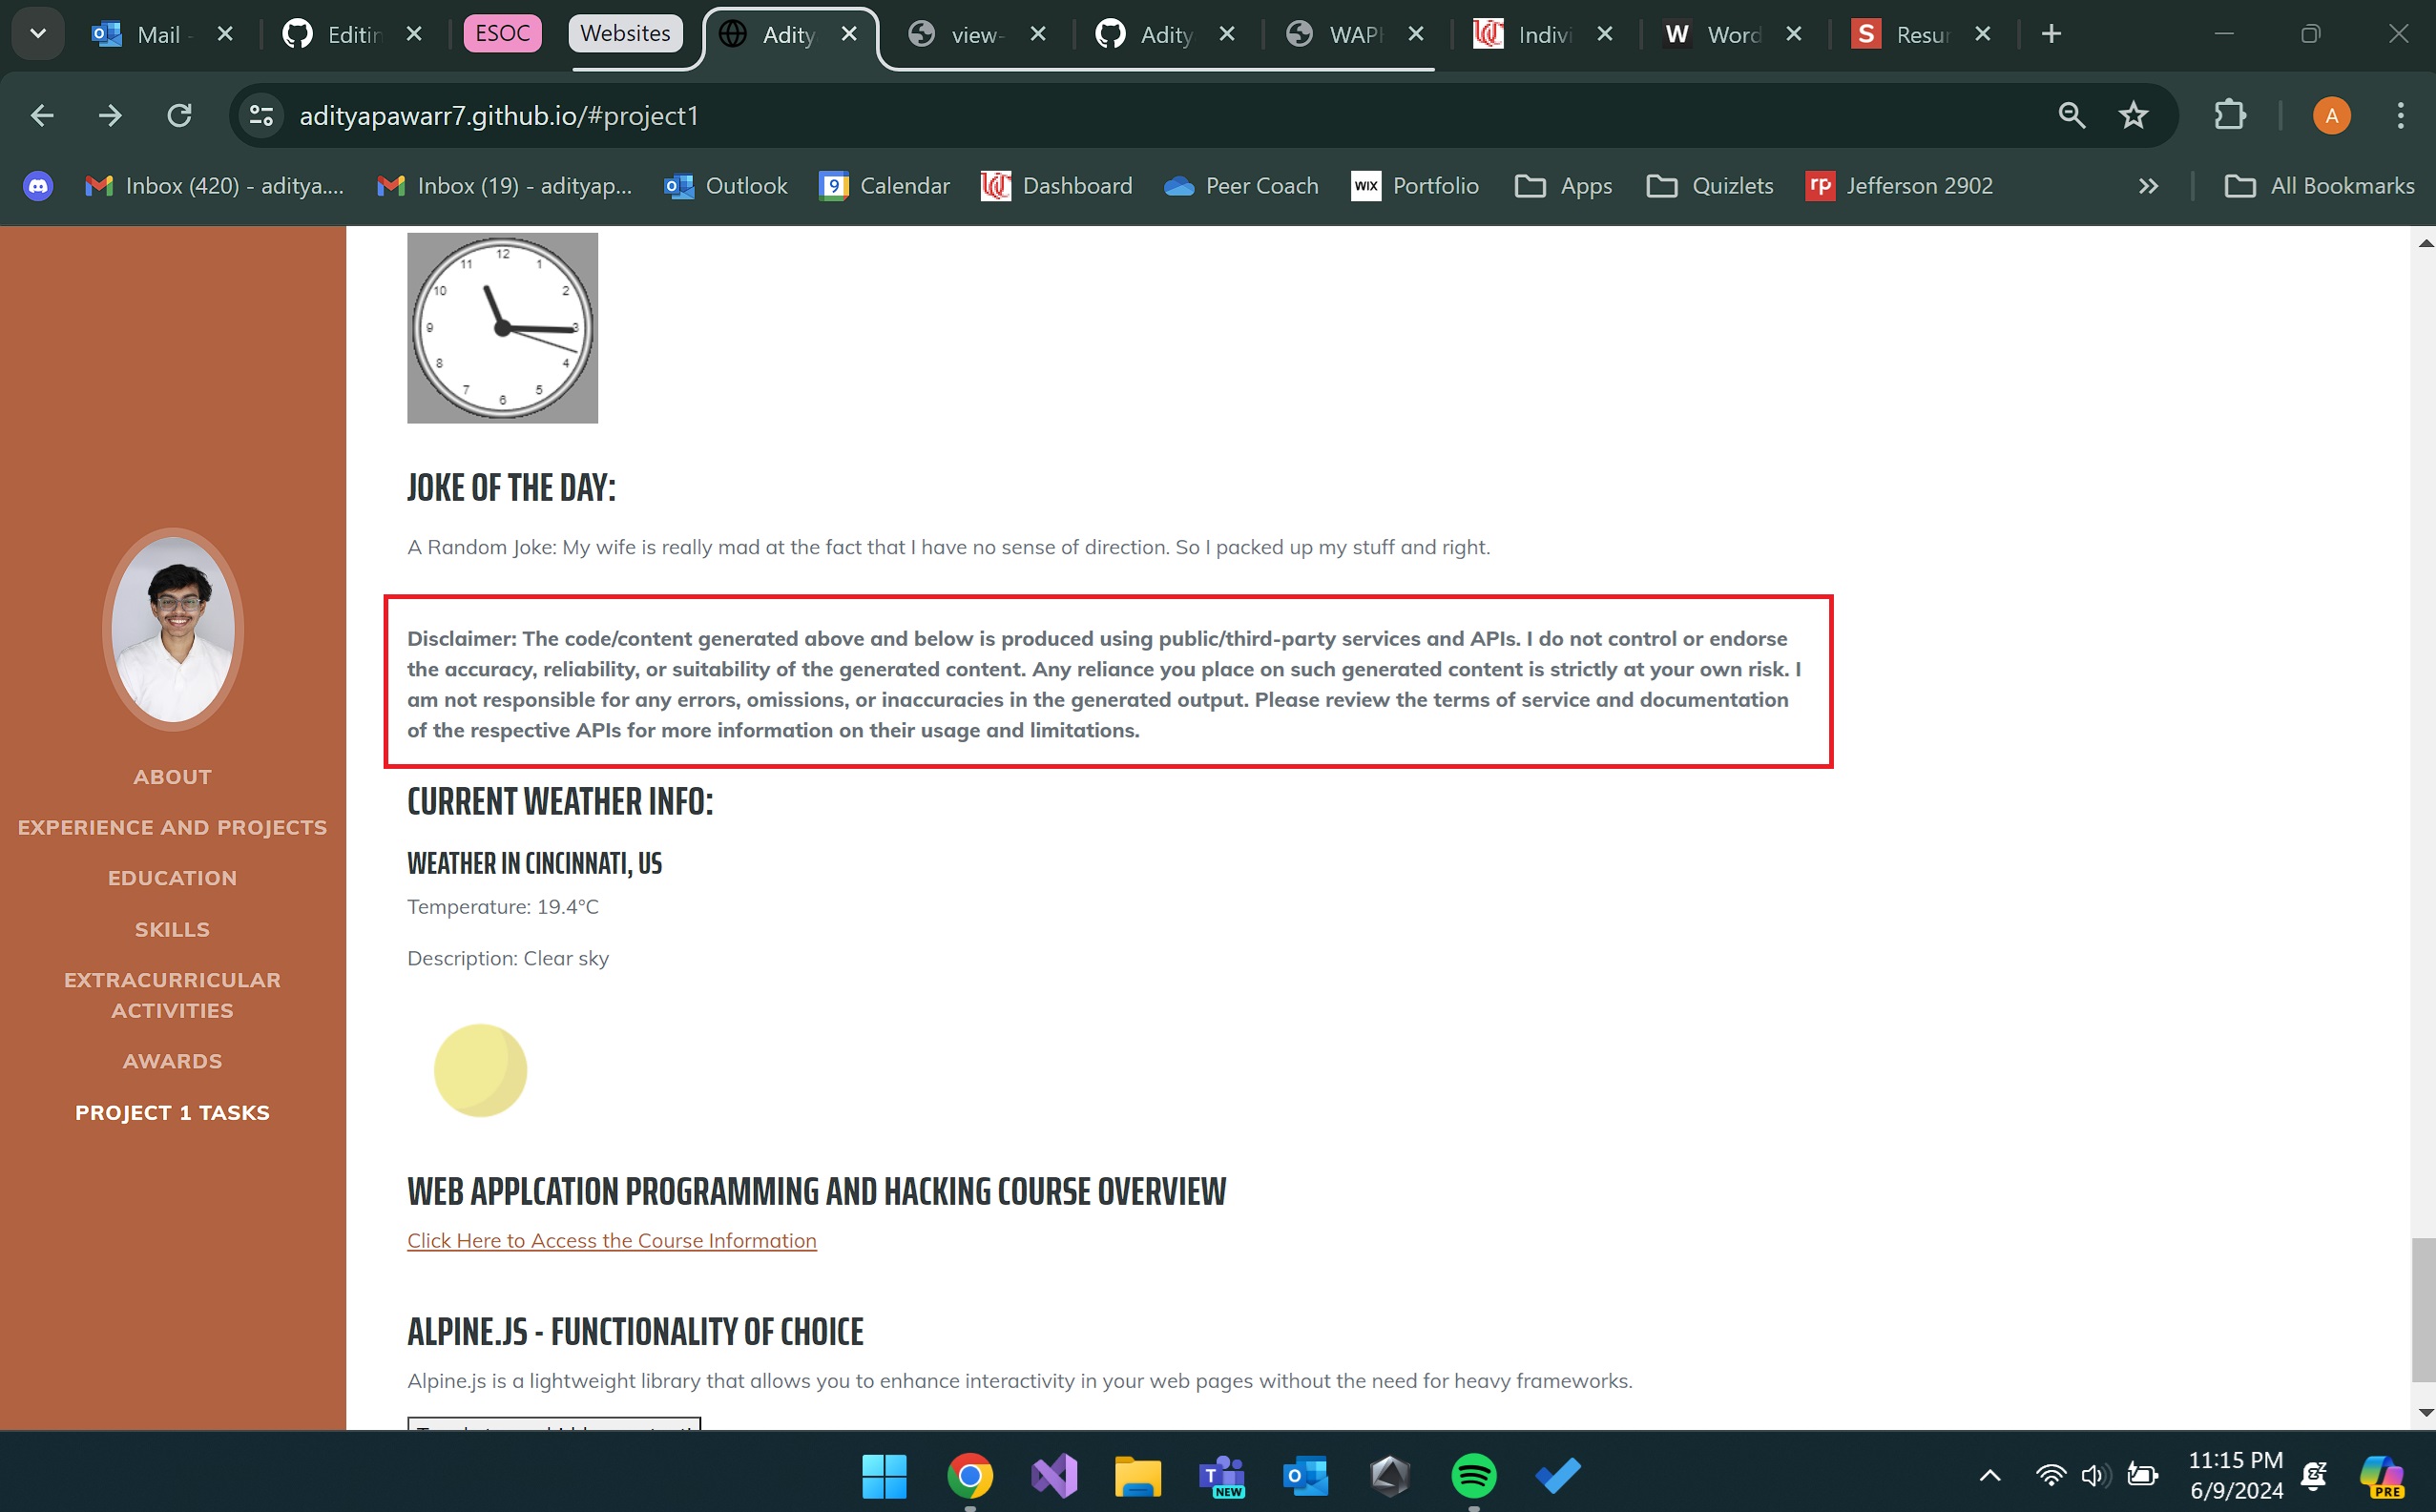 Mail
Editin
ESOC
Websites
Adity
view-
Adity
WAPH
Indivi
Word
Resur
adityapawarr7.github.io/#project1
A
Inbox (420) - aditya....
Inbox (19) - adityap...
Outlook
9
Calendar
Dashboard
Peer Coach
WIX
Portfolio
Apps
Quizlets
rp
Jefferson 2902
All Bookmarks
12
11 1
10 2
9 3
8 4
7 5
6
JOKE OF THE DAY:
A Random Joke: My wife is really mad at the fact that I have no sense of direction. So I packed up my stuff and right.
Disclaimer: The code/content generated above and below is produced using public/third-party services and APIs. I do not control or endorse
the accuracy, reliability, or suitability of the generated content. Any reliance you place on such generated content is strictly at your own risk. I
am not responsible for any errors, omissions, or inaccuracies in the generated output. Please review the terms of service and documentation
of the respective APIs for more information on their usage and limitations.
CURRENT WEATHER INFO:
WEATHER IN CINCINNATI, US
Temperature: 19.4°C
Description: Clear sky
WEB APPLCATION PROGRAMMING AND HACKING COURSE OVERVIEW
Click Here to Access the Course Information
ALPINE.JS - FUNCTIONALITY OF CHOICE
Alpine.js is a lightweight library that allows you to enhance interactivity in your web pages without the need for heavy frameworks.
ABOUT
EXPERIENCE AND PROJECTS
EDUCATION
SKILLS
EXTRACURRICULAR
ACTIVITIES
AWARDS
PROJECT 1 TASKS
NEW
11:15 PM
6/9/2024
PRE